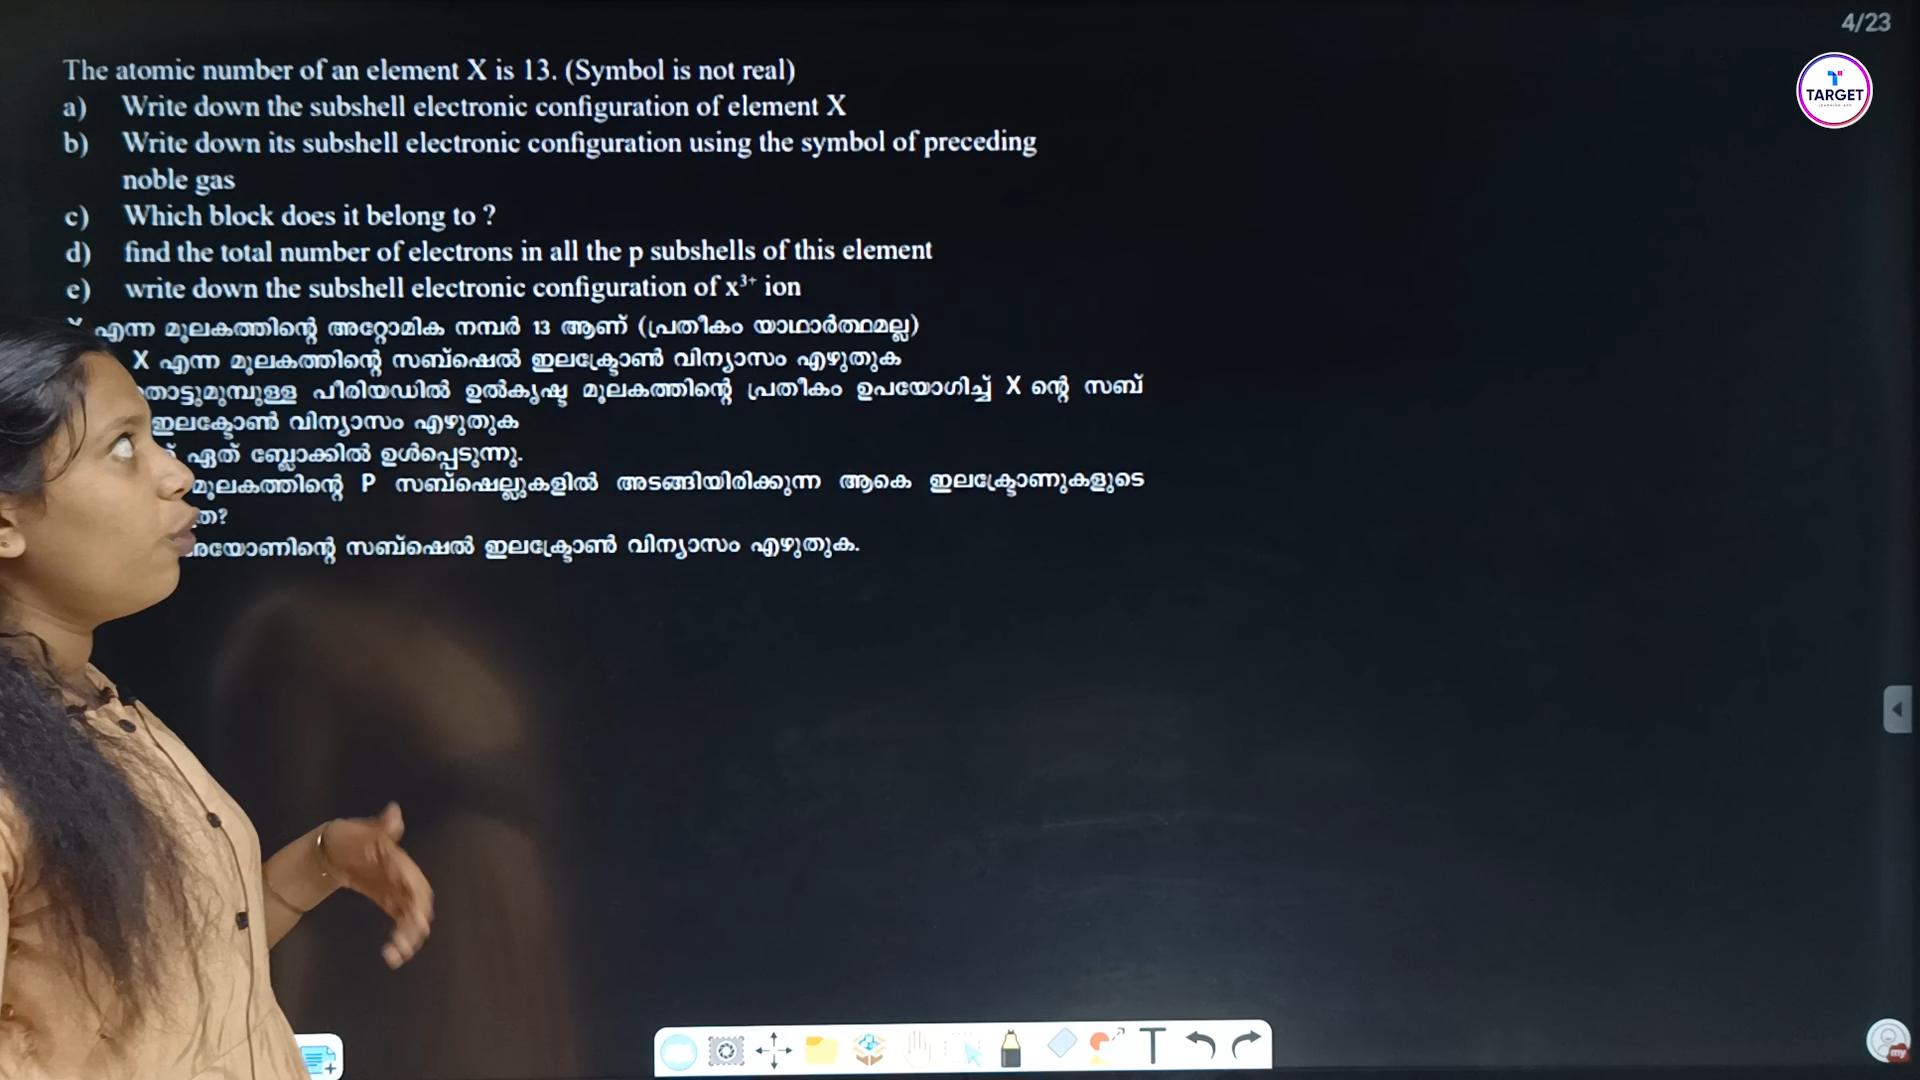 4/23
TARGET
The atomic number of an element X is 13. (Symbol is not real)
a) Write down the subshell electronic configuration of element X
b) Write down its subshell electronic configuration using the symbol of preceding
noble gas
c) Which block does it belong to ?
d) find the total number of electrons in all the p subshells of this element
e) write down the subshell electronic configuration of x³⁺ ion
എന്ന മൂലകത്തിന്റെ അറ്റോമിക നമ്പർ 13 ആണ് (പ്രതീകം യാഥാർത്ഥമല്ല)
X എന്ന മൂലകത്തിന്റെ സബ്ഷെൽ ഇലക്ട്രോൺ വിന്യാസം എഴുതുക
തൊട്ടുമുമ്പുള്ള പീരിയഡിൽ ഉൽകൃഷ്ട മൂലകത്തിന്റെ പ്രതീകം ഉപയോഗിച്ച് X ന്റെ സബ്
ഇലക്ട്രോൺ വിന്യാസം എഴുതുക
ഏത് ബ്ലോക്കിൽ ഉൾപ്പെടുന്നു.
മൂലകത്തിന്റെ P സബ്ഷെല്ലുകളിൽ അടങ്ങിയിരിക്കുന്ന ആകെ ഇലക്ട്രോണുകളുടെ
സബ്ഷെൽ ഇലക്ട്രോൺ വിന്യാസം എഴുതുക.
T
my